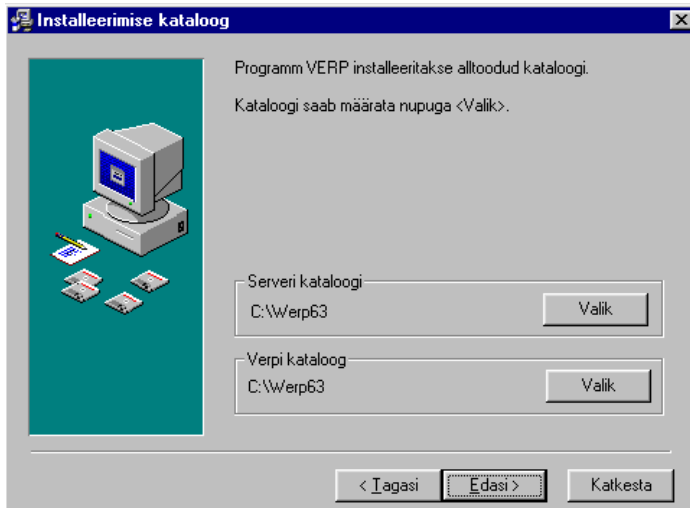 Installeerimise kataloog
Programm VERP installeeritakse alltoodud kataloogi.
Kataloogi saab määrata nupuga <Valik>.
Serveri kataloogi
C:\Werp63
Valik
Verpi kataloog
C:\Werp63
Valik
< Tagasi
Edasi >
Katkesta